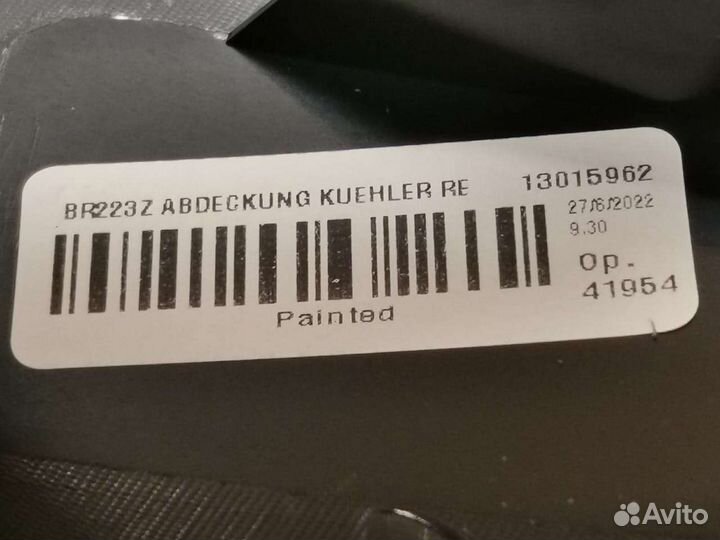 BR223Z ABDECKUNG KUEHLER RE 13015962
27/6/2022
9.30
Op.
41954
Painted
Avito